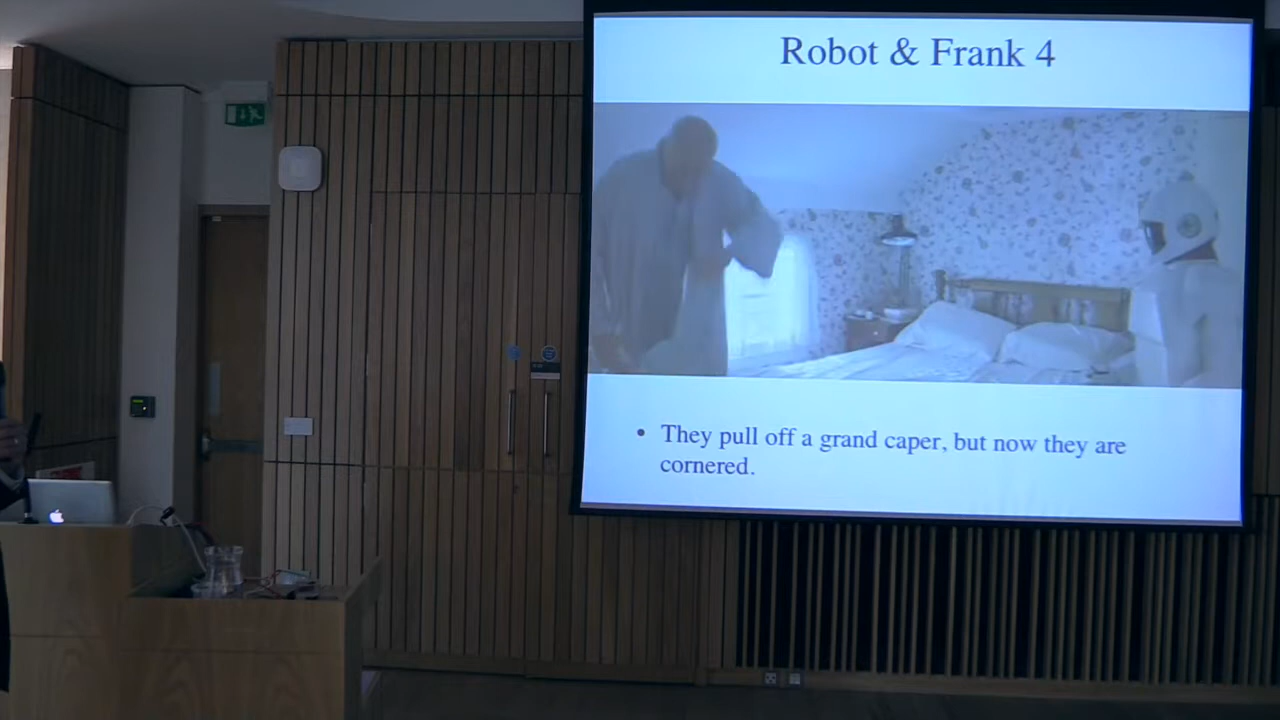 Robot & Frank 4
• They pull off a grand caper, but now they are
cornered.